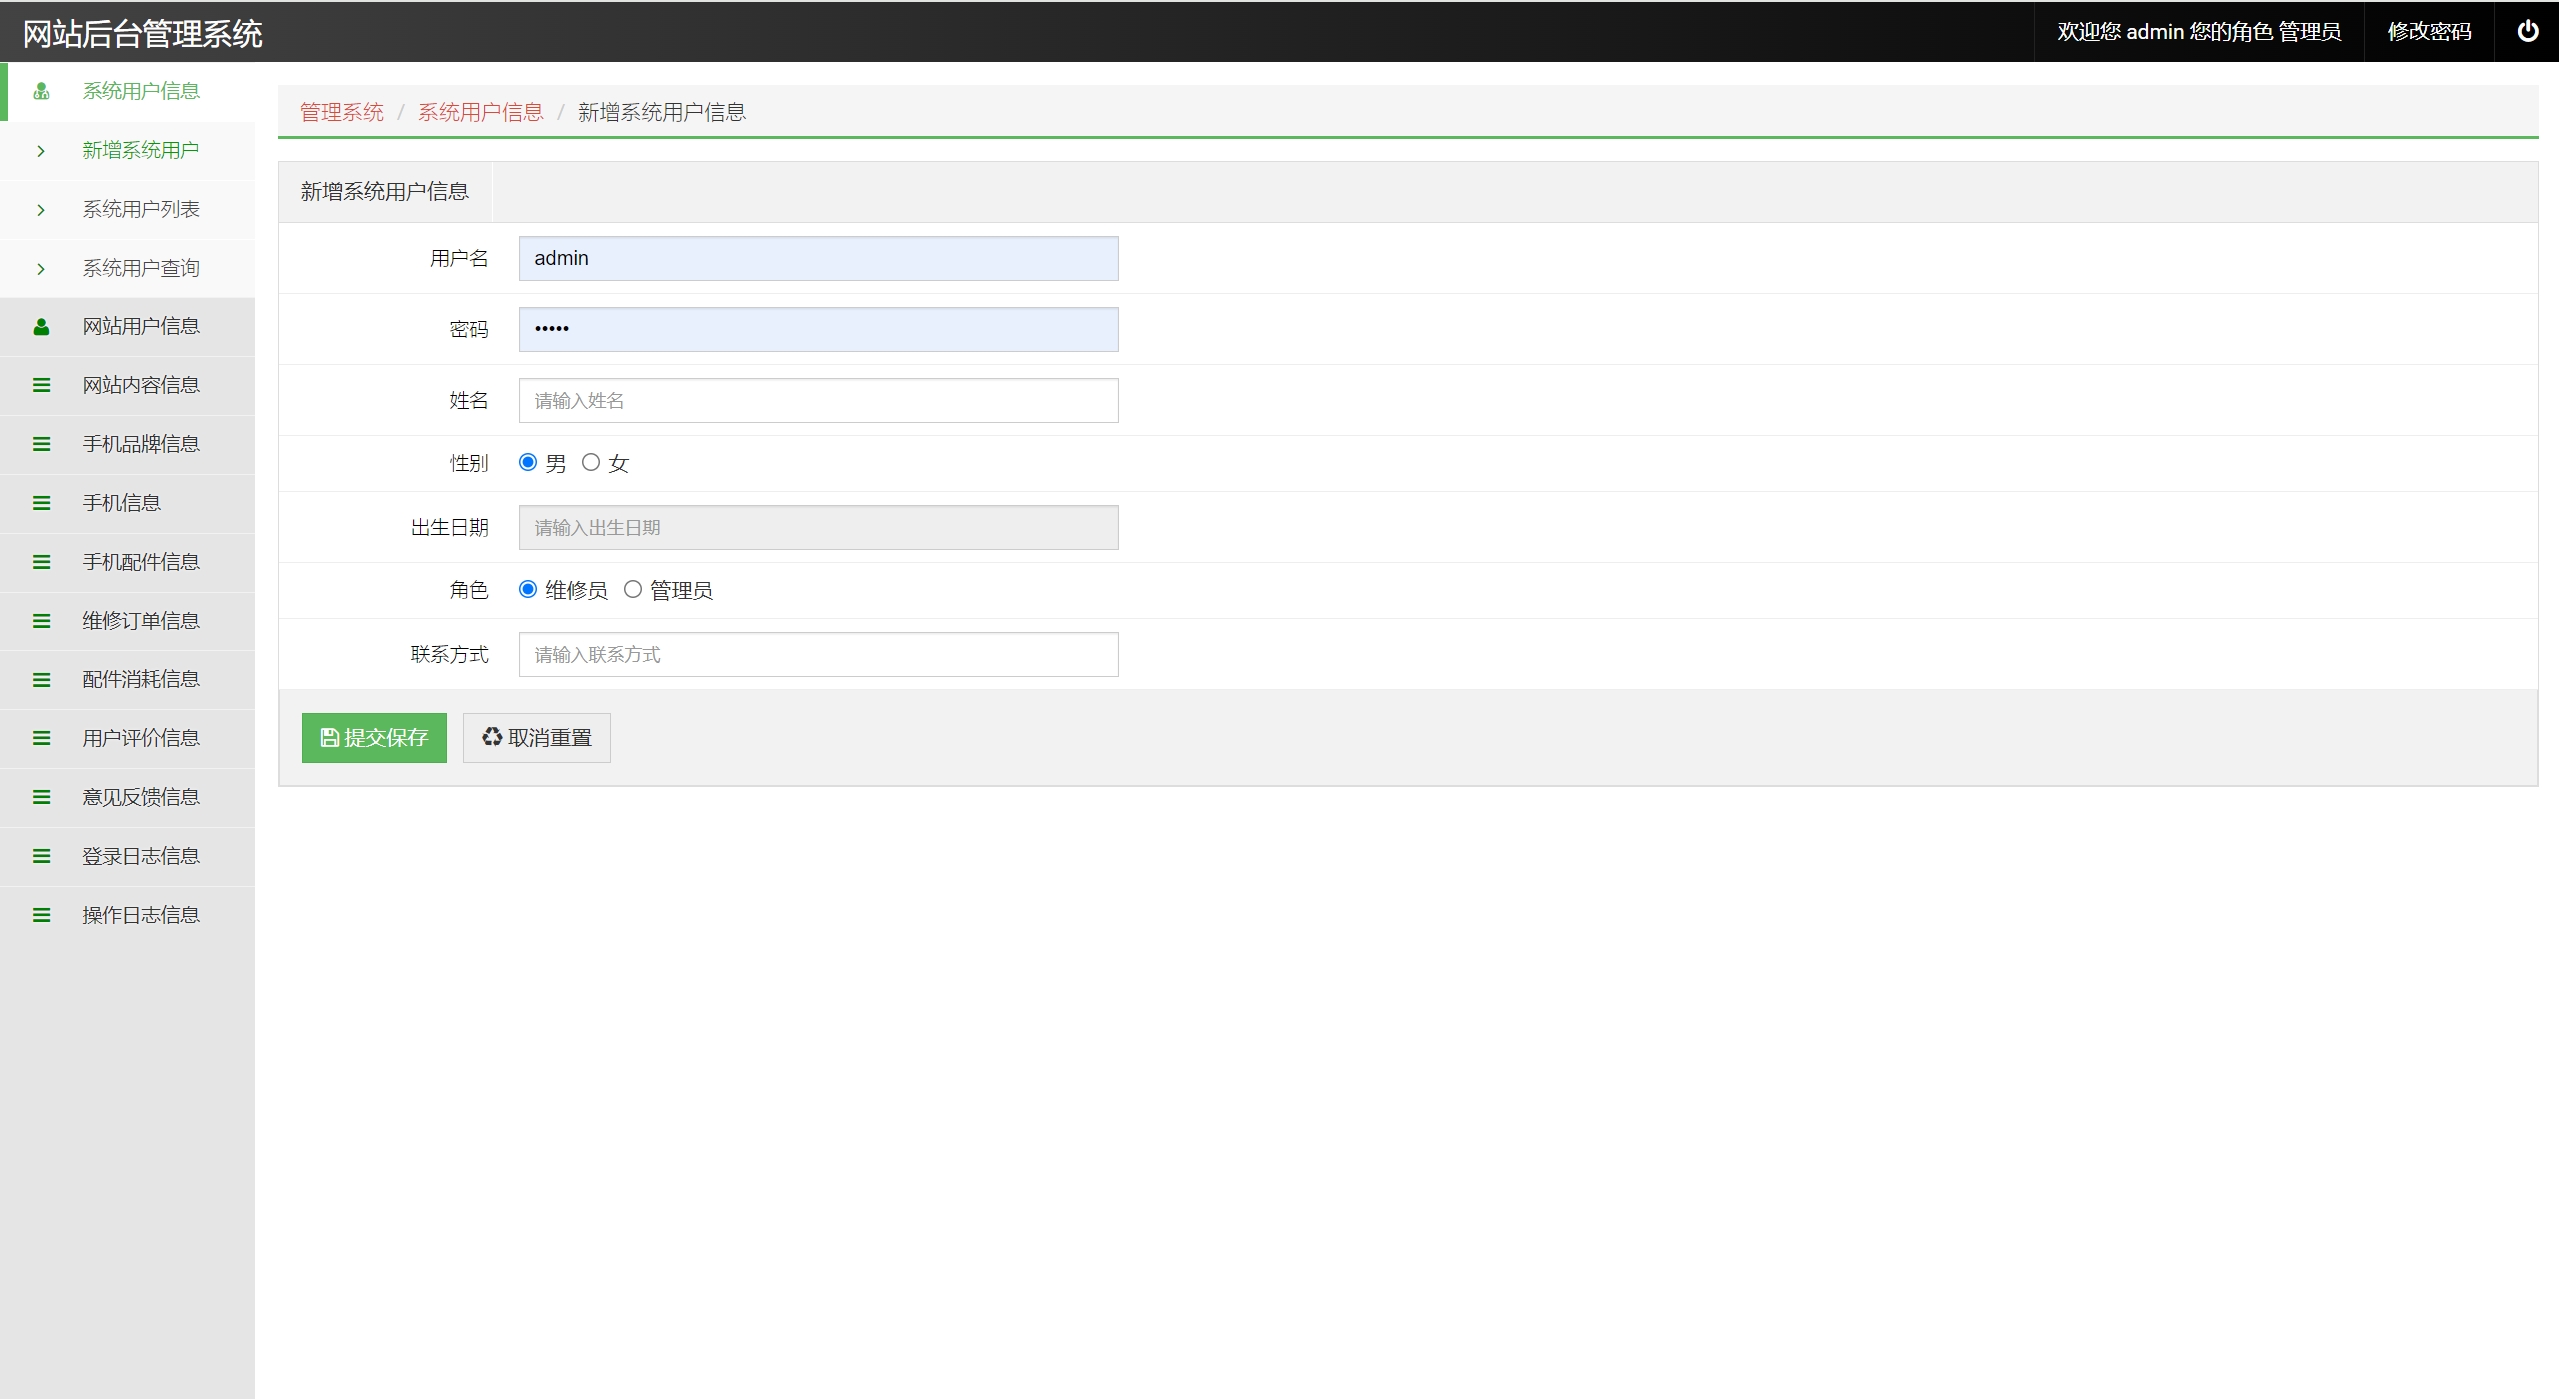 网站后台管理系统
欢迎您 admin 您的角色 管理员
修改密码
系统用户信息
新增系统用户
系统用户列表
系统用户查询
网站用户信息
网站内容信息
手机品牌信息
手机信息
手机配件信息
维修订单信息
配件消耗信息
用户评价信息
意见反馈信息
登录日志信息
操作日志信息
管理系统 / 系统用户信息 / 新增系统用户信息
新增系统用户信息
用户名 admin
密码 •••••
姓名 请输入姓名
性别 男 女
出生日期 请输入出生日期
角色 维修员 管理员
联系方式 请输入联系方式
提交保存 取消重置